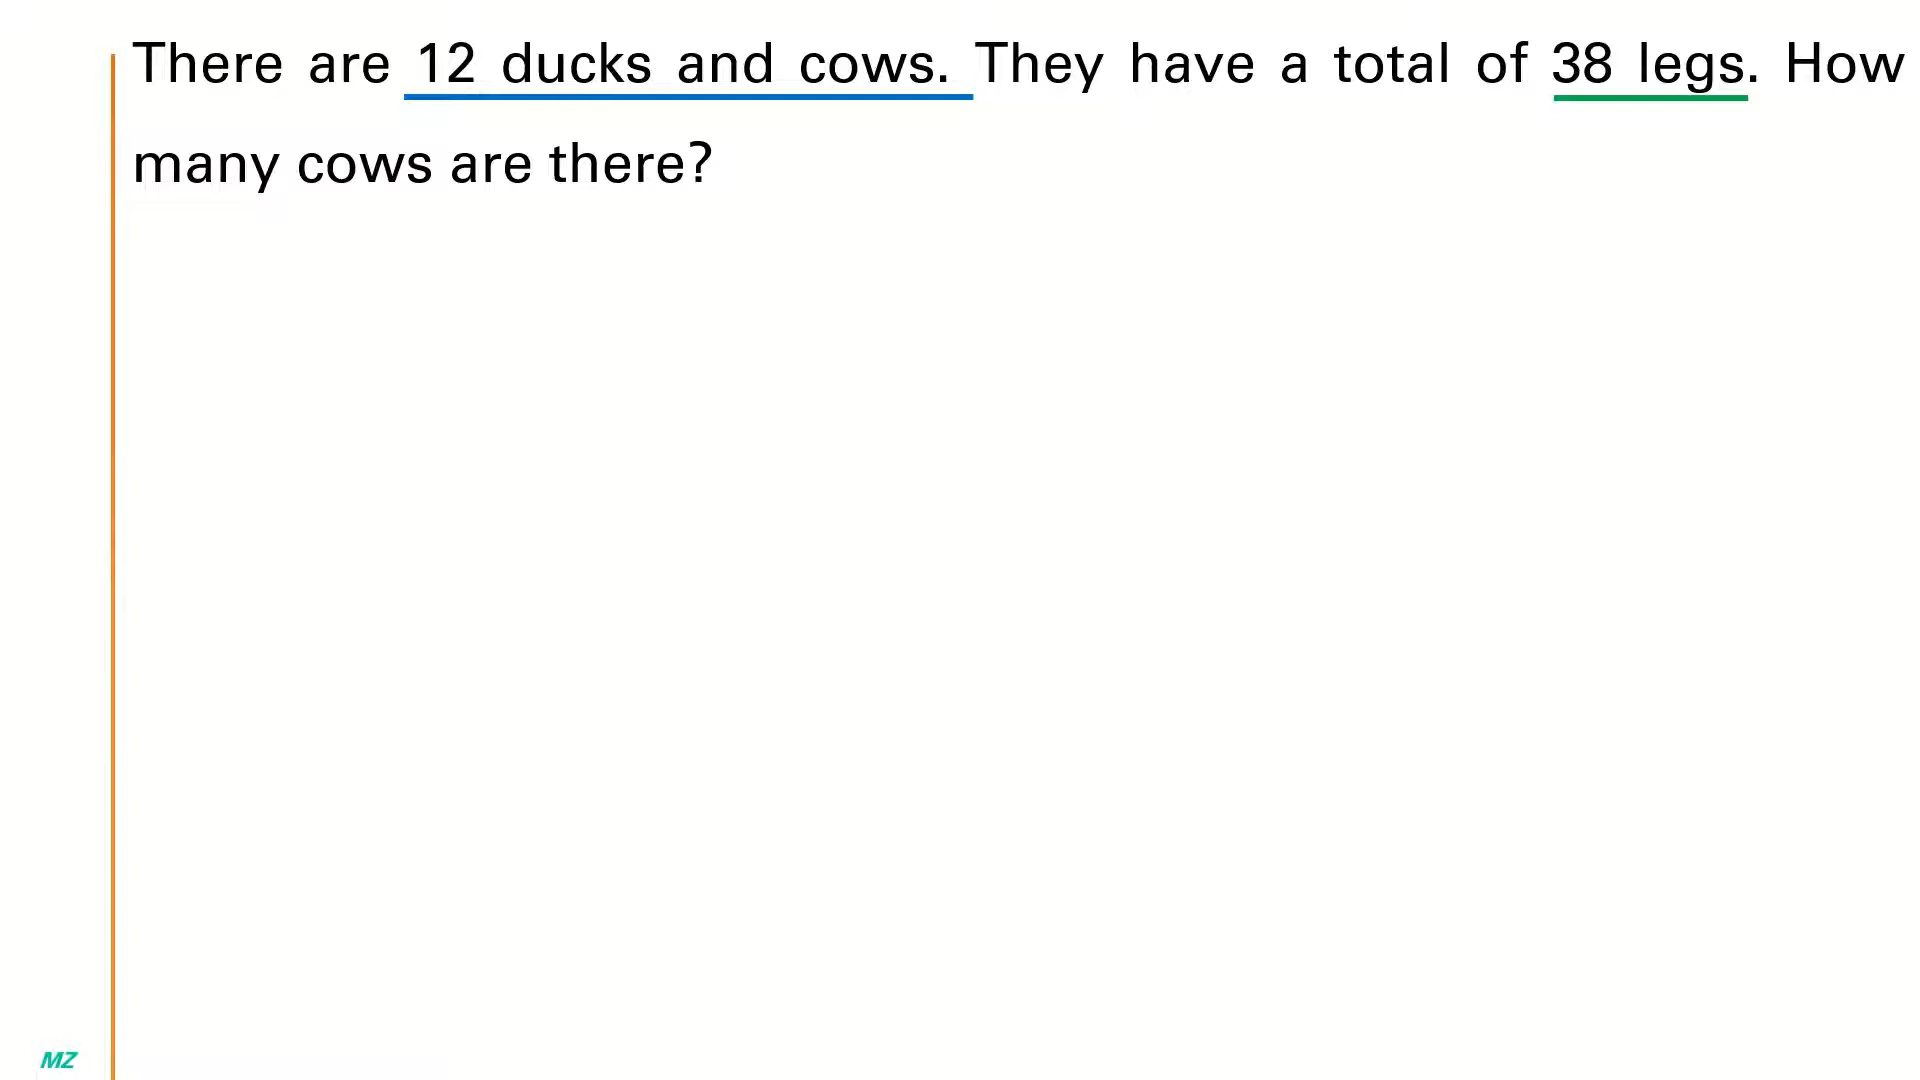 There are 12 ducks and cows. They have a total of 38 legs. How
many cows are there?
MZ